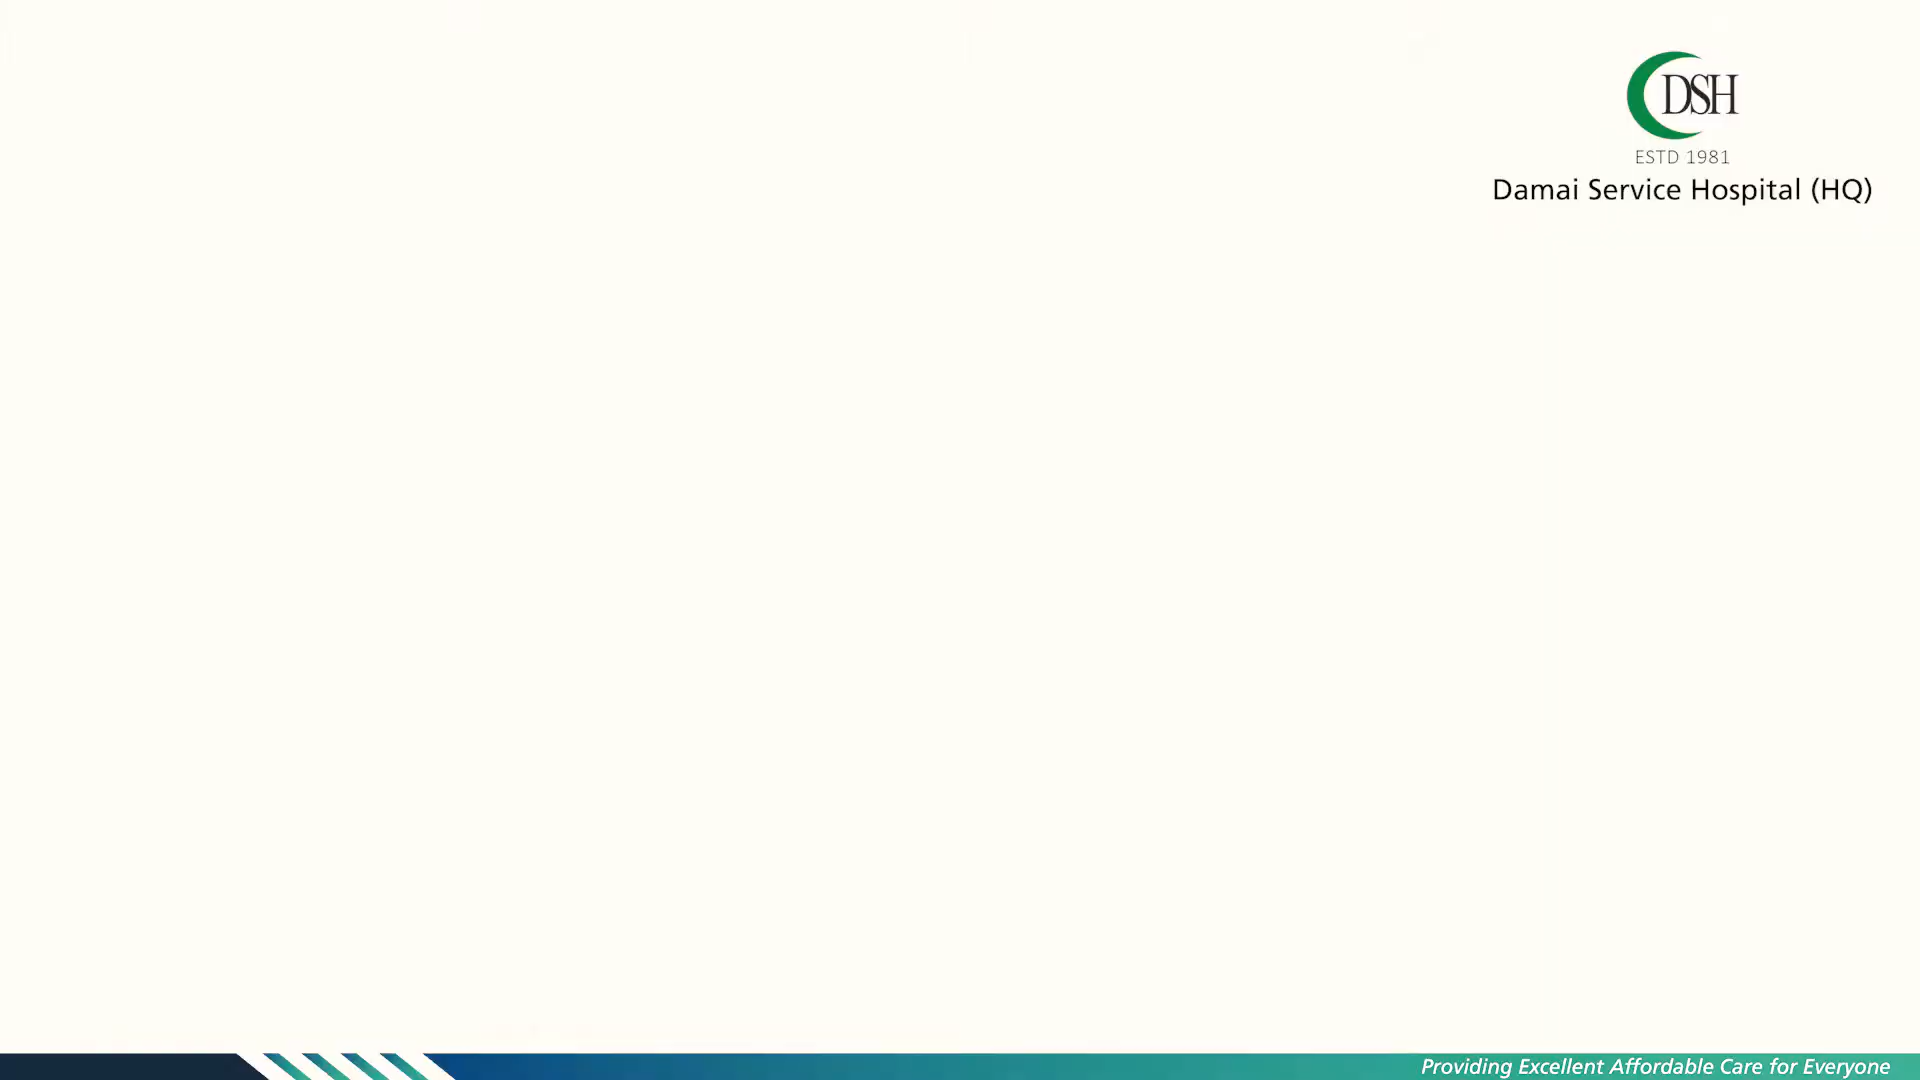 DSH
ESTD 1981
Damai Service Hospital (HQ)
Providing Excellent Affordable Care for Everyone